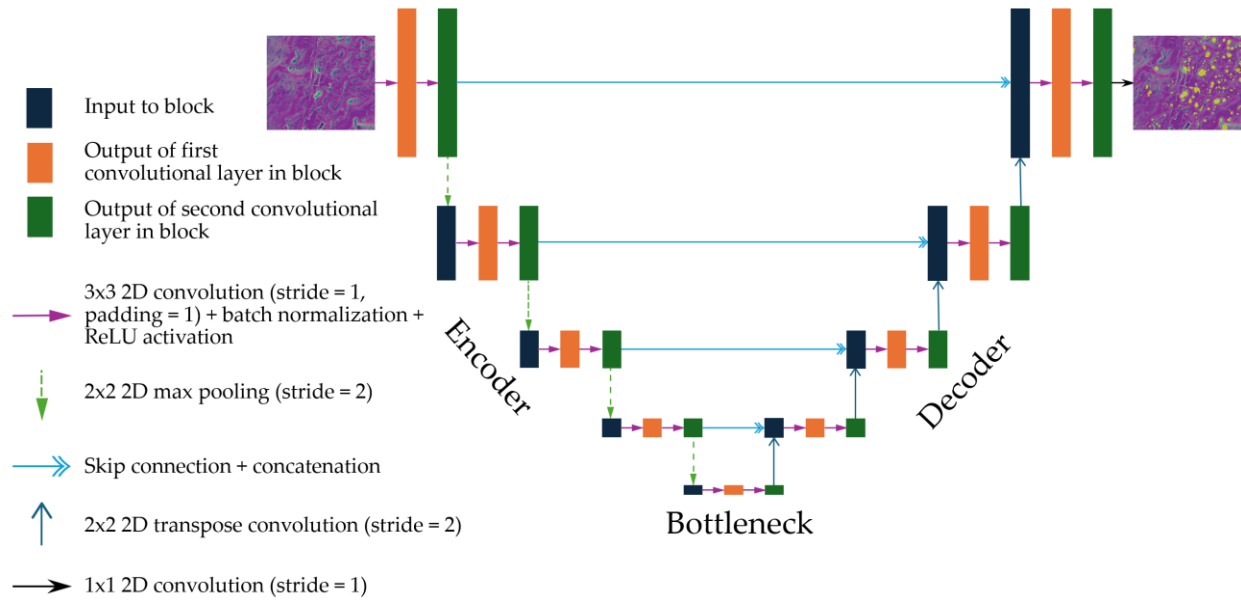 Input to block
Output of first
convolutional layer in block
Output of second convolutional
layer in block
3x3 2D convolution (stride = 1,
padding = 1) + batch normalization +
ReLU activation
2x2 2D max pooling (stride = 2)
Skip connection + concatenation
2x2 2D transpose convolution (stride = 2)
1x1 2D convolution (stride = 1)
Encoder
Bottleneck
Decoder